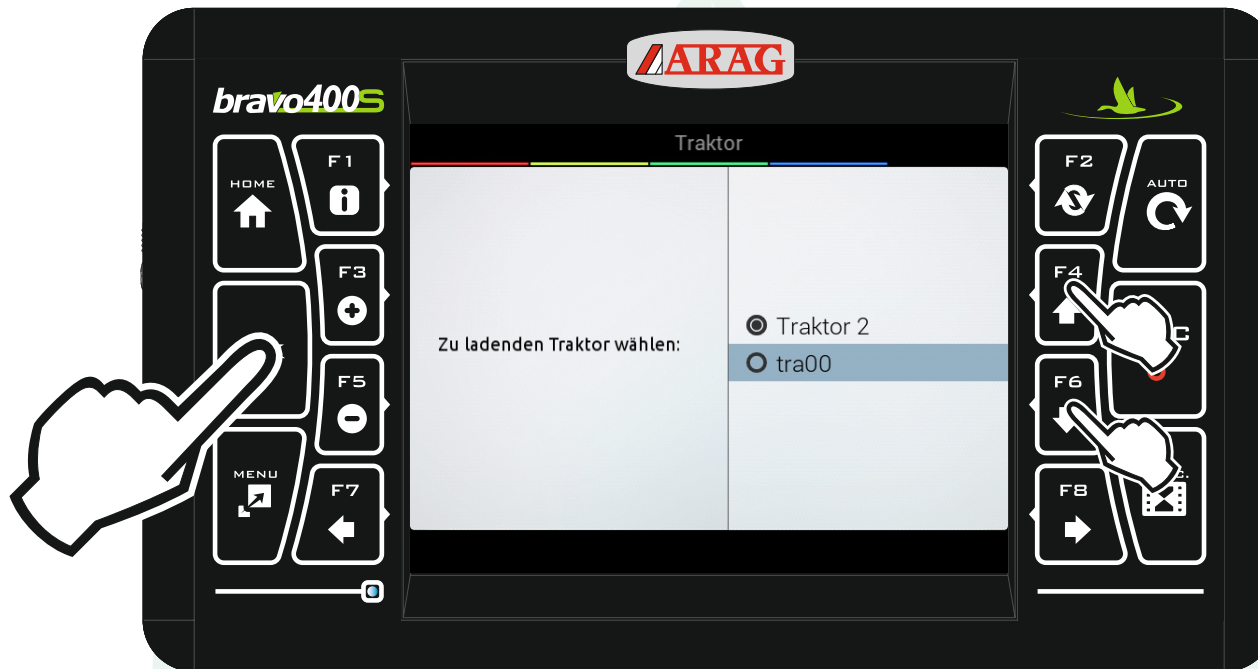 ARAG
bravo400S
Traktor
HOME
F1
F2
AUTO
F3
F4
Zu ladenden Traktor wählen:
Traktor 2
tra00
F5
F6
MENU
F7
F8